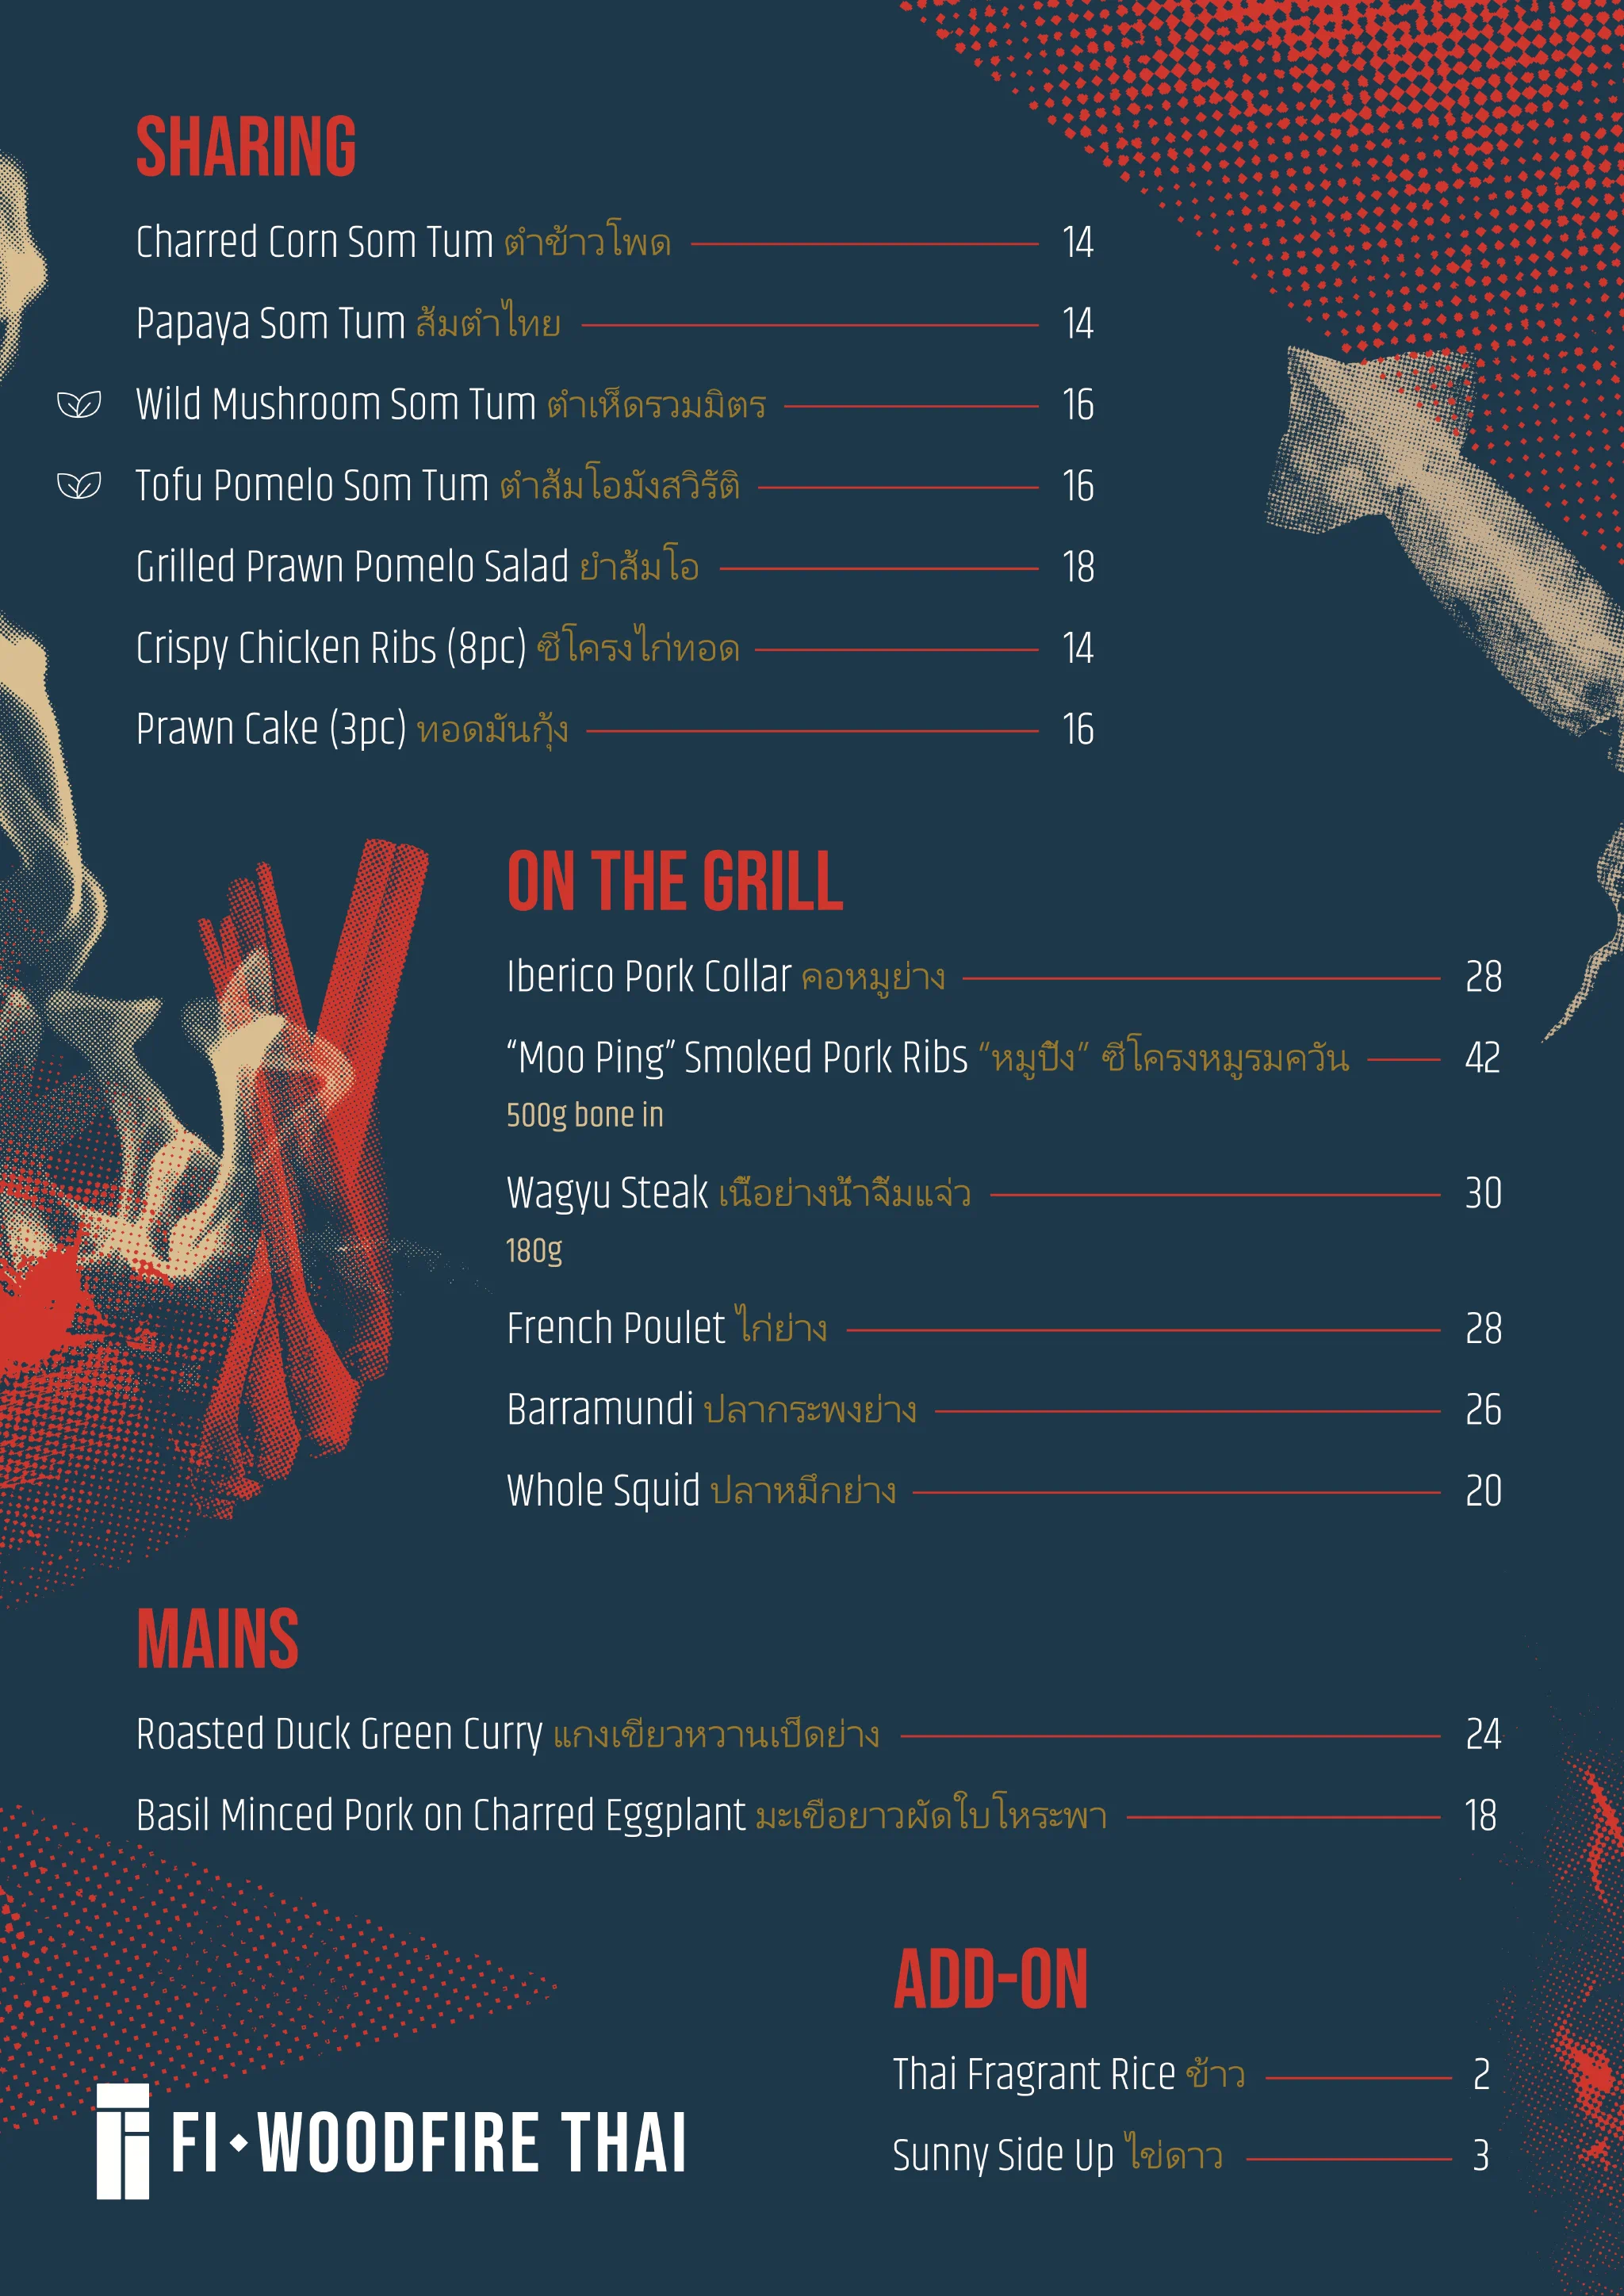 SHARING
Charred Corn Som Tum ตำข้าวโพด 14
Papaya Som Tum ส้มตำไทย 14
Wild Mushroom Som Tum ตำเห็ดรวมมิตร 16
Tofu Pomelo Som Tum ตำส้มโอมังสวิรัติ 16
Grilled Prawn Pomelo Salad ยำส้มโอ 18
Crispy Chicken Ribs (8pc) ซี่โครงไก่ทอด 14
Prawn Cake (3pc) ทอดมันกุ้ง 16
ON THE GRILL
Iberico Pork Collar คอหมูย่าง 28
“Moo Ping” Smoked Pork Ribs “หมูปิ้ง” ซี่โครงหมูรมควัน 42
500g bone in
Wagyu Steak เนื้อย่างน้ำจิ้มแจ่ว 30
180g
French Poulet ไก่ย่าง 28
Barramundi ปลากระพงย่าง 26
Whole Squid ปลาหมึกย่าง 20
MAINS
Roasted Duck Green Curry แกงเขียวหวานเป็ดย่าง 24
Basil Minced Pork on Charred Eggplant มะเขือยาวผัดใบโหระพา 18
ADD-ON
Thai Fragrant Rice ข้าว 2
Sunny Side Up ไข่ดาว 3
FI◆WOODFIRE THAI